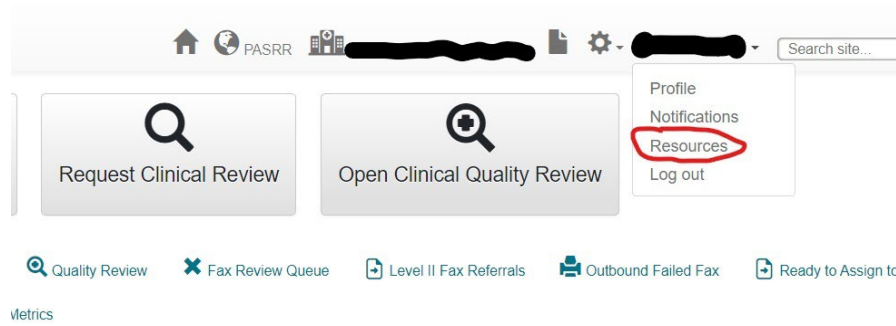 PASRR
Search site...
Profile
Notifications
Resources
Log out
Request Clinical Review
Open Clinical Quality Review
Quality Review
Fax Review Queue
Level II Fax Referrals
Outbound Failed Fax
Ready to Assign to
Metrics